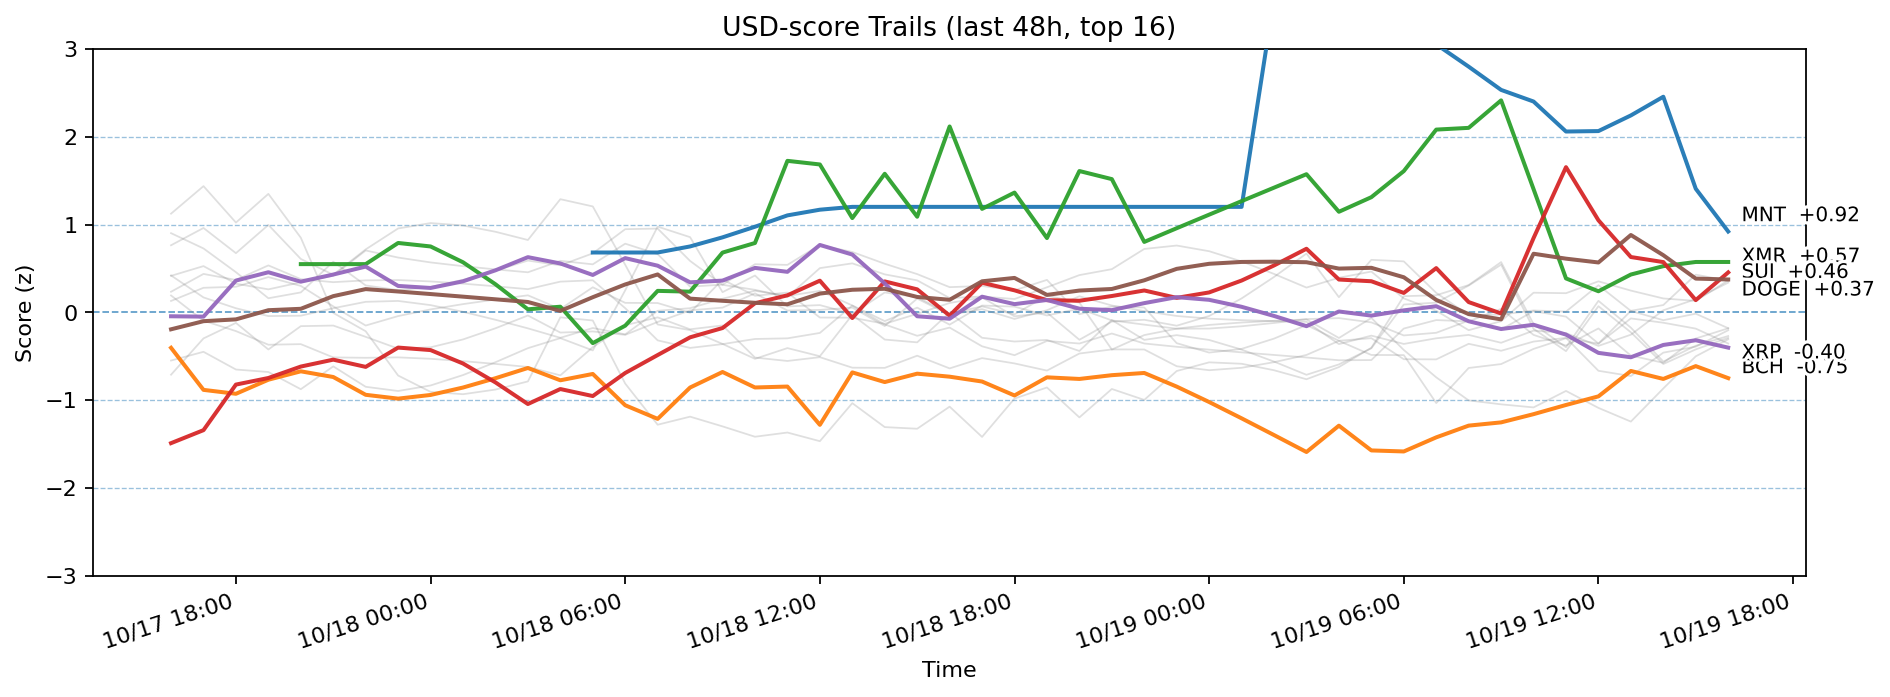 USD-score Trails (last 48h, top 16)
Score (z)
3
2
1
0
−1
−2
−3
MNT +0.92
XMR +0.57
SUI +0.46
DOGE +0.37
XRP -0.40
BCH -0.75
10/17 18:00
10/18 00:00
10/18 06:00
10/18 12:00
10/18 18:00
10/19 00:00
10/19 06:00
10/19 12:00
10/19 18:00
Time